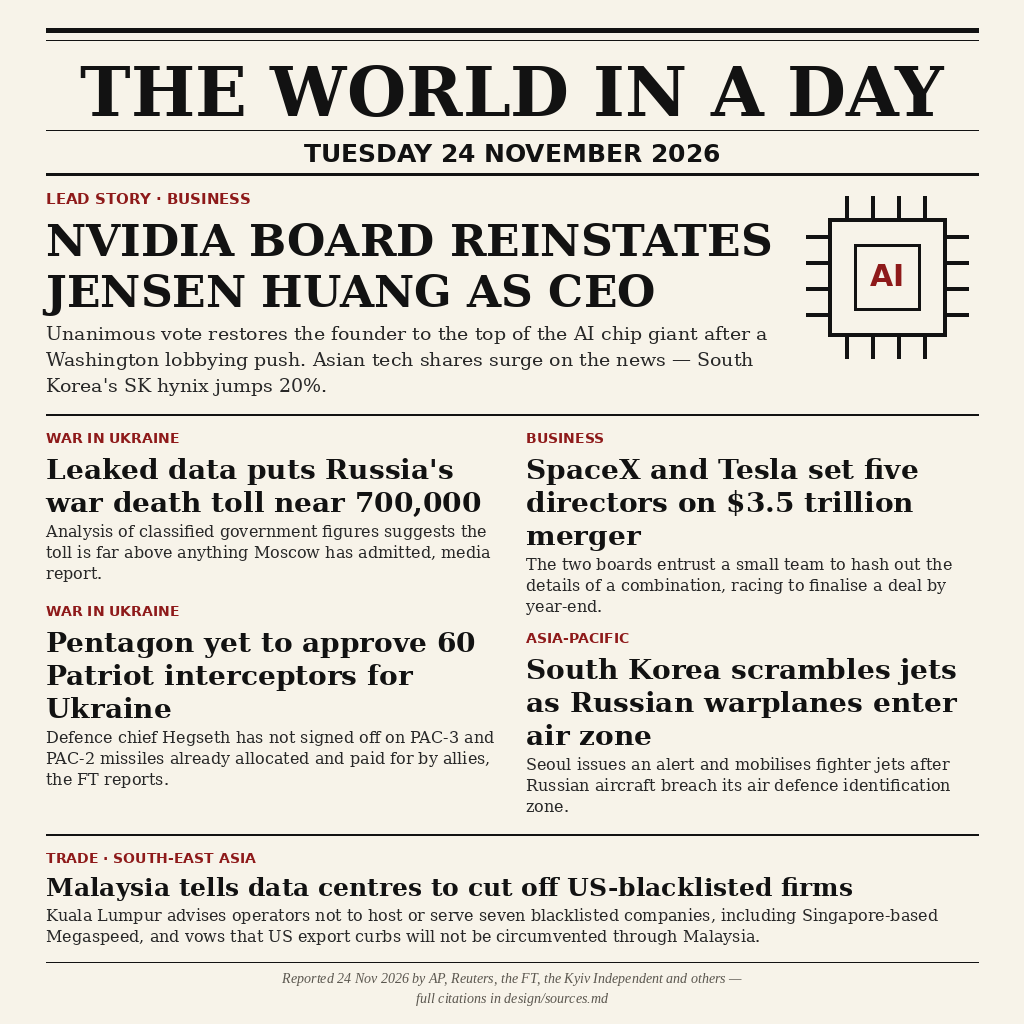 THE WORLD IN A DAY
TUESDAY 24 NOVEMBER 2026
LEAD STORY · BUSINESS
NVIDIA BOARD REINSTATES
JENSEN HUANG AS CEO
Unanimous vote restores the founder to the top of the AI chip giant after a
Washington lobbying push. Asian tech shares surge on the news — South
Korea's SK hynix jumps 20%.
AI
WAR IN UKRAINE
Leaked data puts Russia's
war death toll near 700,000
Analysis of classified government figures suggests the
toll is far above anything Moscow has admitted, media
report.
WAR IN UKRAINE
Pentagon yet to approve 60
Patriot interceptors for
Ukraine
Defence chief Hegseth has not signed off on PAC-3 and
PAC-2 missiles already allocated and paid for by allies,
the FT reports.
BUSINESS
SpaceX and Tesla set five
directors on $3.5 trillion
merger
The two boards entrust a small team to hash out the
details of a combination, racing to finalise a deal by
year-end.
ASIA-PACIFIC
South Korea scrambles jets
as Russian warplanes enter
air zone
Seoul issues an alert and mobilises fighter jets after
Russian aircraft breach its air defence identification
zone.
TRADE · SOUTH-EAST ASIA
Malaysia tells data centres to cut off US-blacklisted firms
Kuala Lumpur advises operators not to host or serve seven blacklisted companies, including Singapore-based
Megaspeed, and vows that US export curbs will not be circumvented through Malaysia.
Reported 24 Nov 2026 by AP, Reuters, the FT, the Kyiv Independent and others —
full citations in design/sources.md